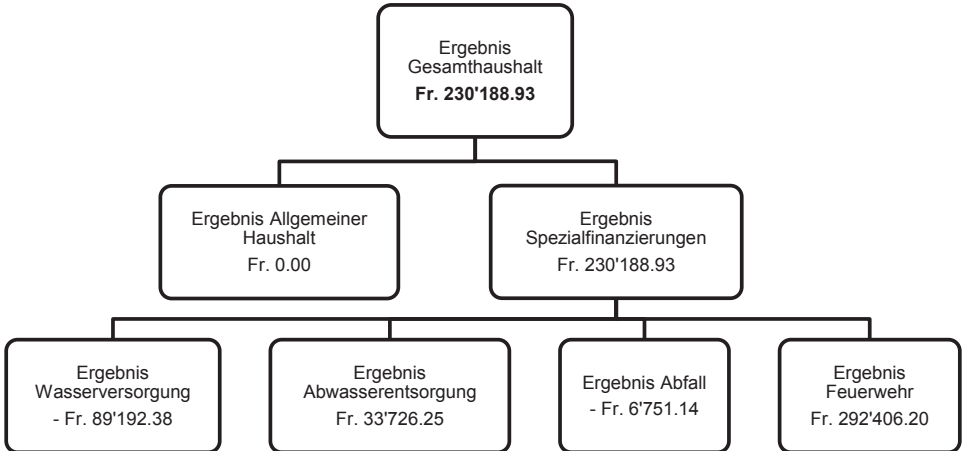 Ergebnis
Gesamthaushalt
Fr. 230'188.93
Ergebnis Allgemeiner
Haushalt
Fr. 0.00
Ergebnis
Spezialfinanzierungen
Fr. 230'188.93
Ergebnis
Wasserversorgung
- Fr. 89'192.38
Ergebnis
Abwasserentsorgung
Fr. 33'726.25
Ergebnis Abfall
- Fr. 6'751.14
Ergebnis
Feuerwehr
Fr. 292'406.20